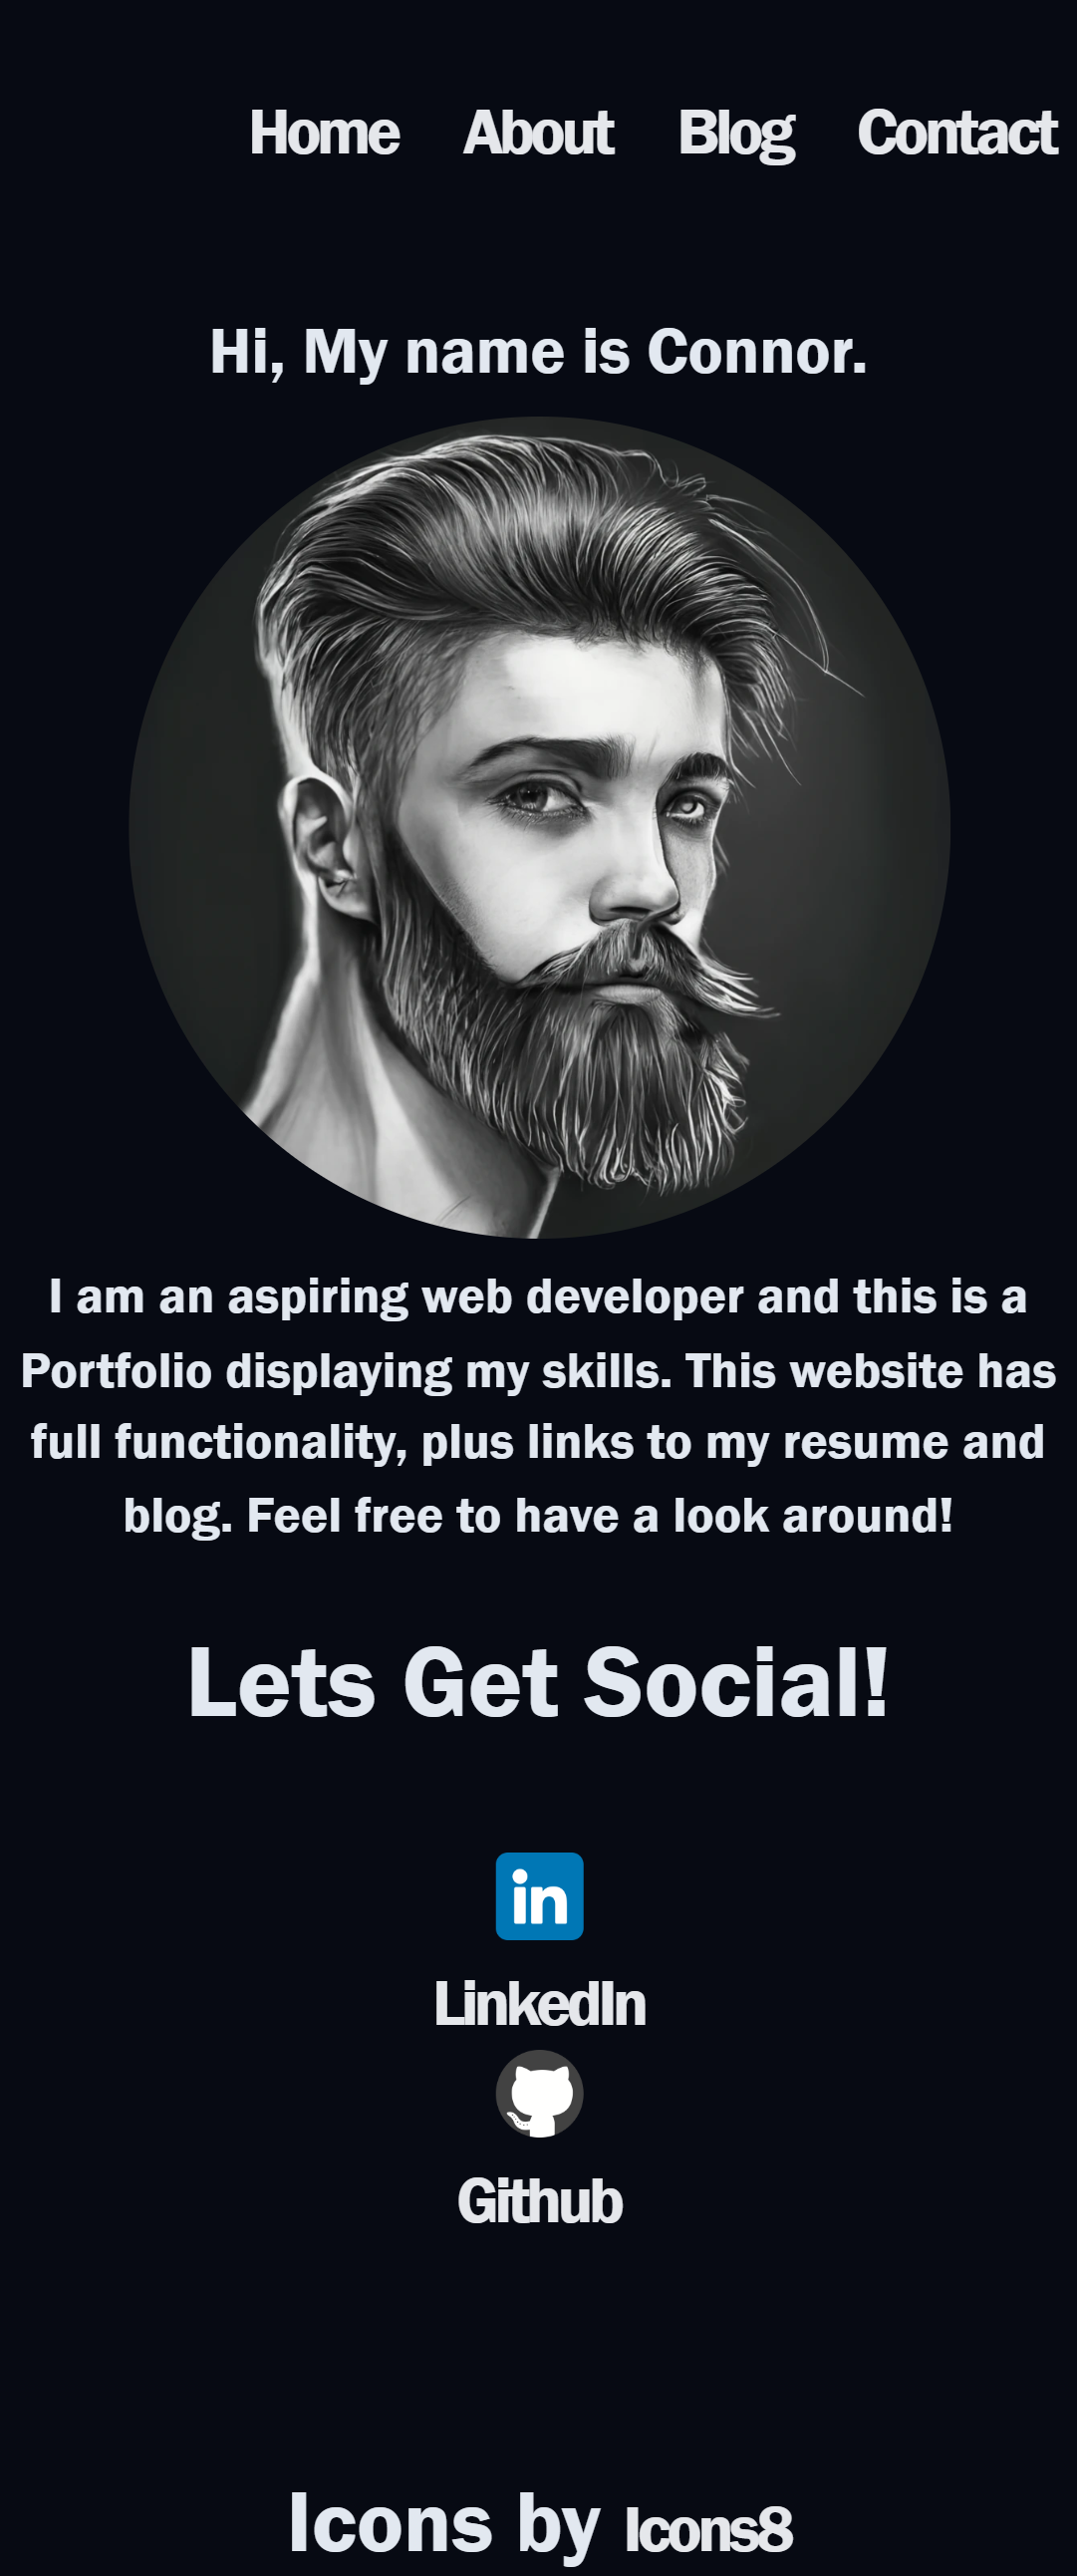 Home About Blog Contact
Hi, My name is Connor.
I am an aspiring web developer and this is a
Portfolio displaying my skills. This website has
full functionality, plus links to my resume and
blog. Feel free to have a look around!
Lets Get Social!
in
LinkedIn
Github
Icons by Icons8